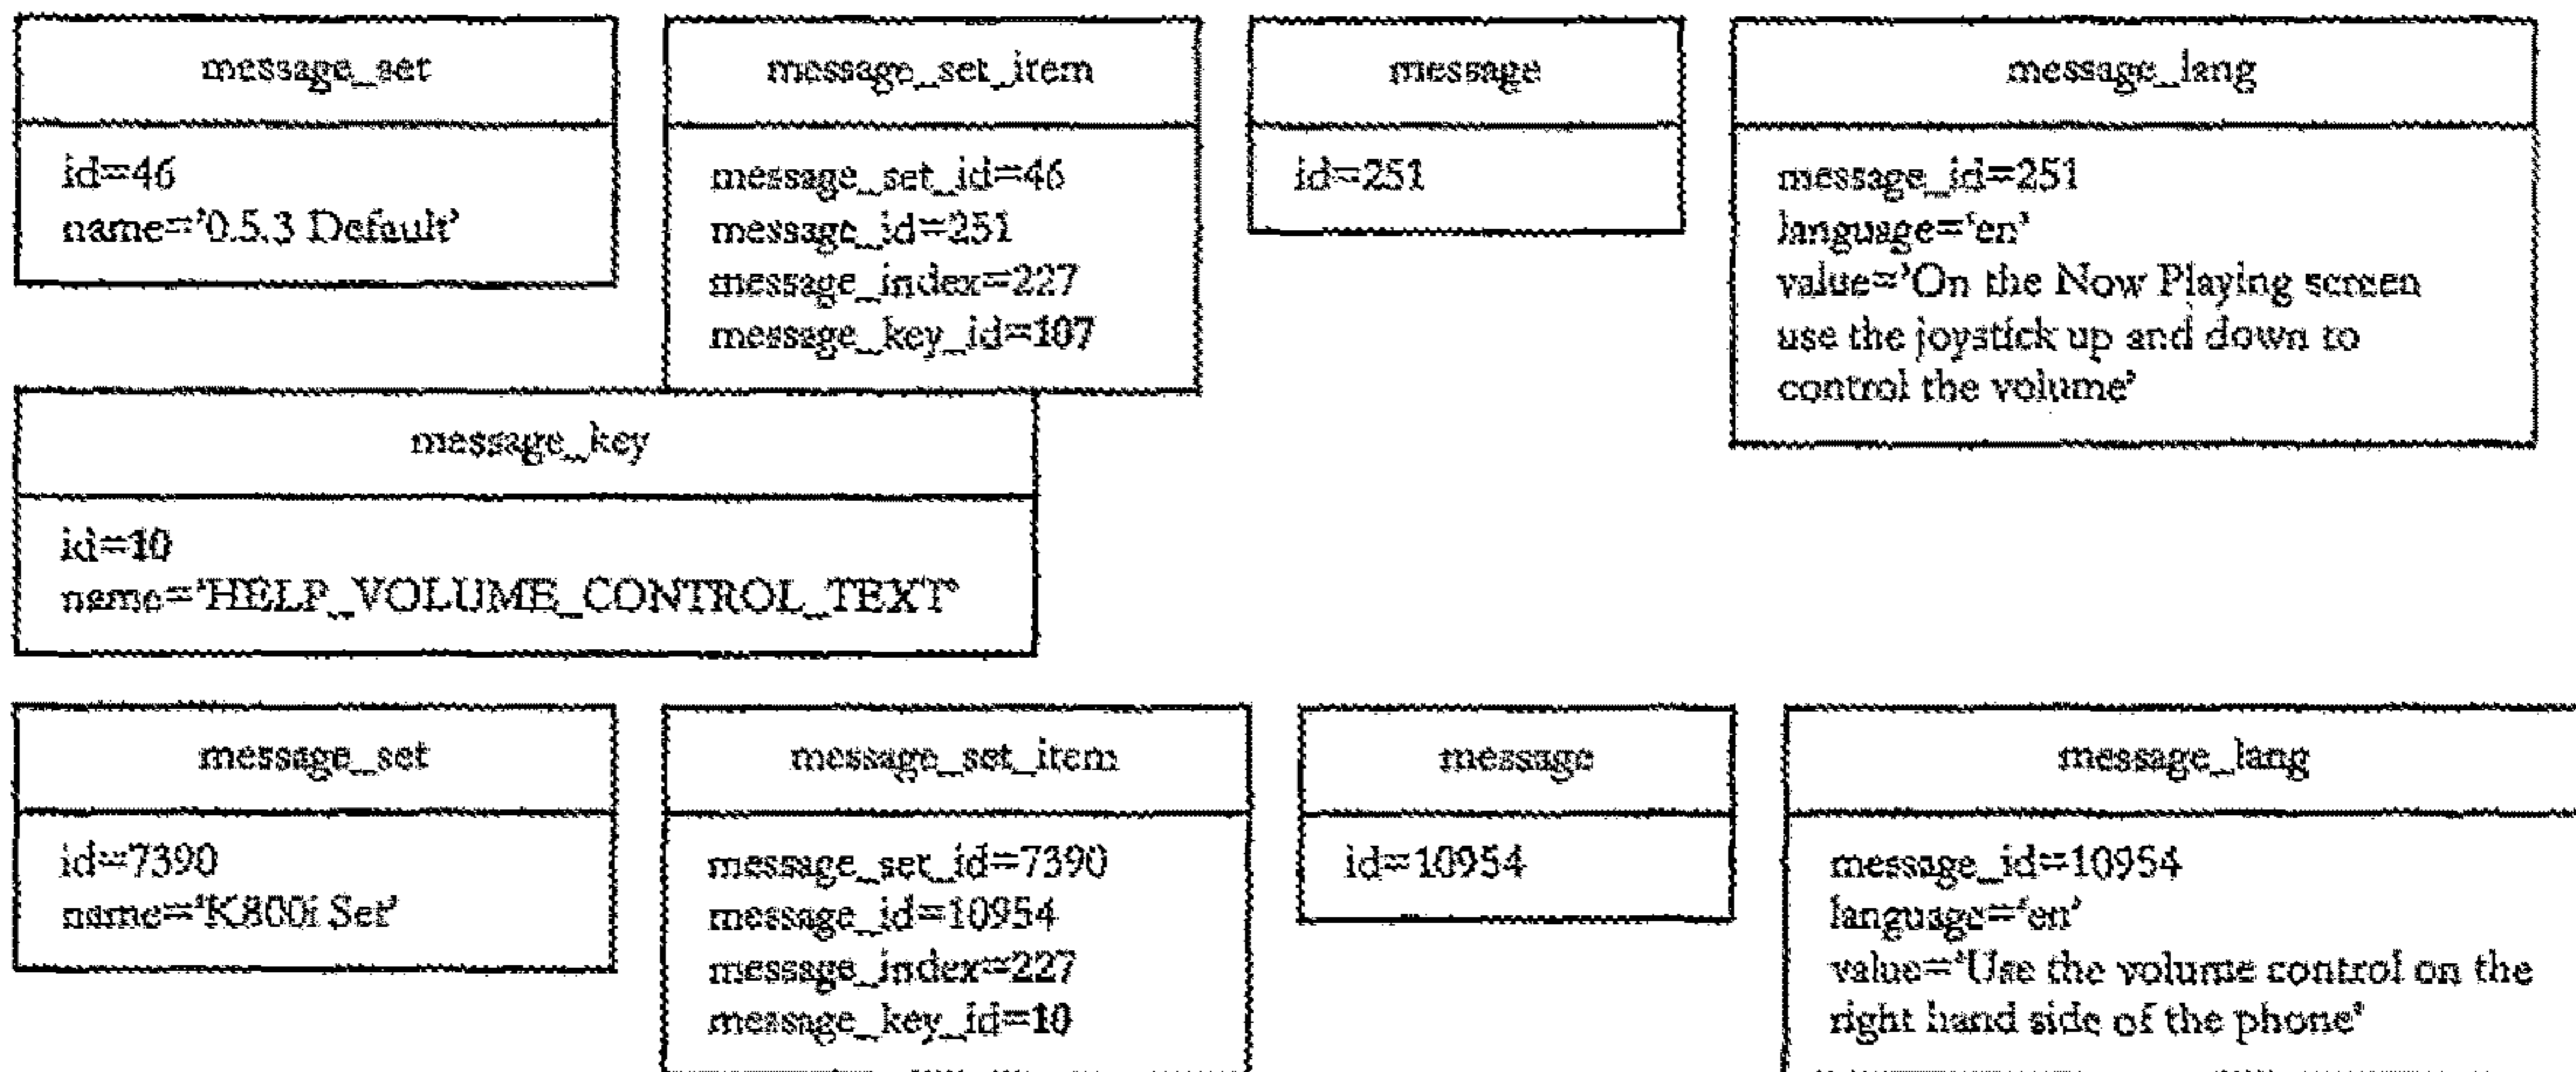 message_set
id=46
name='0.5.3 Default'
message_set_item
message_set_id=46
message_id=251
message_index=227
message_key_id=107
message
id=251
message_lang
message_id=251
language='en'
value='On the Now Playing screen
use the joystick up and down to
control the volume'
message_key
id=10
name='HELP_VOLUME_CONTROL_TEXT'
message_set
id=7390
name='K800i Set'
message_set_item
message_set_id=7390
message_id=10954
message_index=227
message_key_id=10
message
id=10954
message_lang
message_id=10954
language='en'
value='Use the volume control on the
right hand side of the phone'